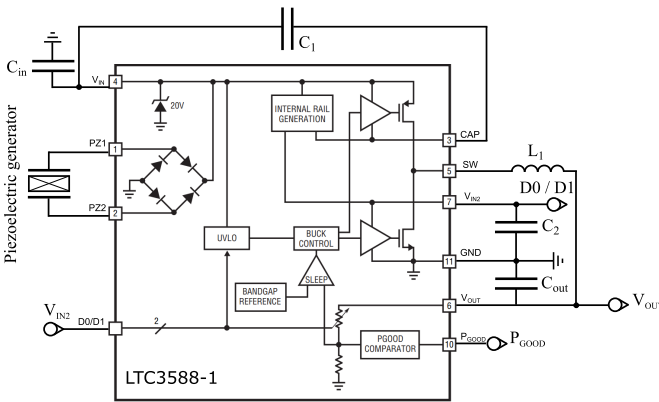 C1
Cin
VIN
4
20V
INTERNAL RAIL
GENERATION
3
CAP
Piezoelectric generator
PZ1
1
5
SW
L1
D0 / D1
7
VIN2
PZ2
2
C2
UVLO
BUCK
CONTROL
GND
11
SLEEP
Cout
BANDGAP
REFERENCE
VOUT
6
VOUT
VIN2
D0/D1
2
PGOOD
COMPARATOR
PGOOD
10
PGOOD
LTC3588-1